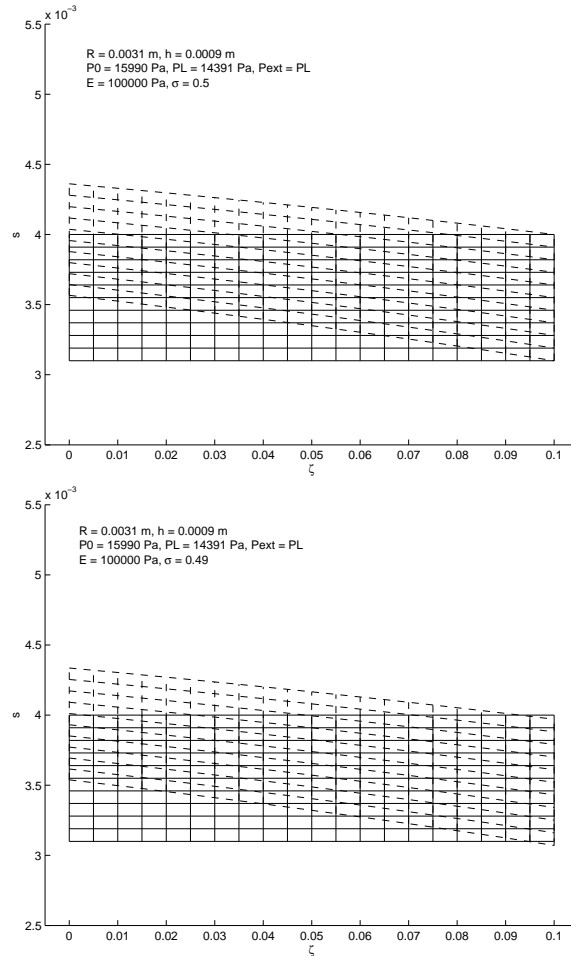 x 10⁻³
5.5
R = 0.0031 m, h = 0.0009 m
P0 = 15990 Pa, PL = 14391 Pa, Pext = PL
E = 100000 Pa, σ = 0.5
5
4.5
4
s
3.5
3
2.5
0 0.01 0.02 0.03 0.04 0.05 0.06 0.07 0.08 0.09 0.1
ζ
x 10⁻³
5.5
R = 0.0031 m, h = 0.0009 m
P0 = 15990 Pa, PL = 14391 Pa, Pext = PL
E = 100000 Pa, σ = 0.49
5
4.5
4
s
3.5
3
2.5
0 0.01 0.02 0.03 0.04 0.05 0.06 0.07 0.08 0.09 0.1
ζ